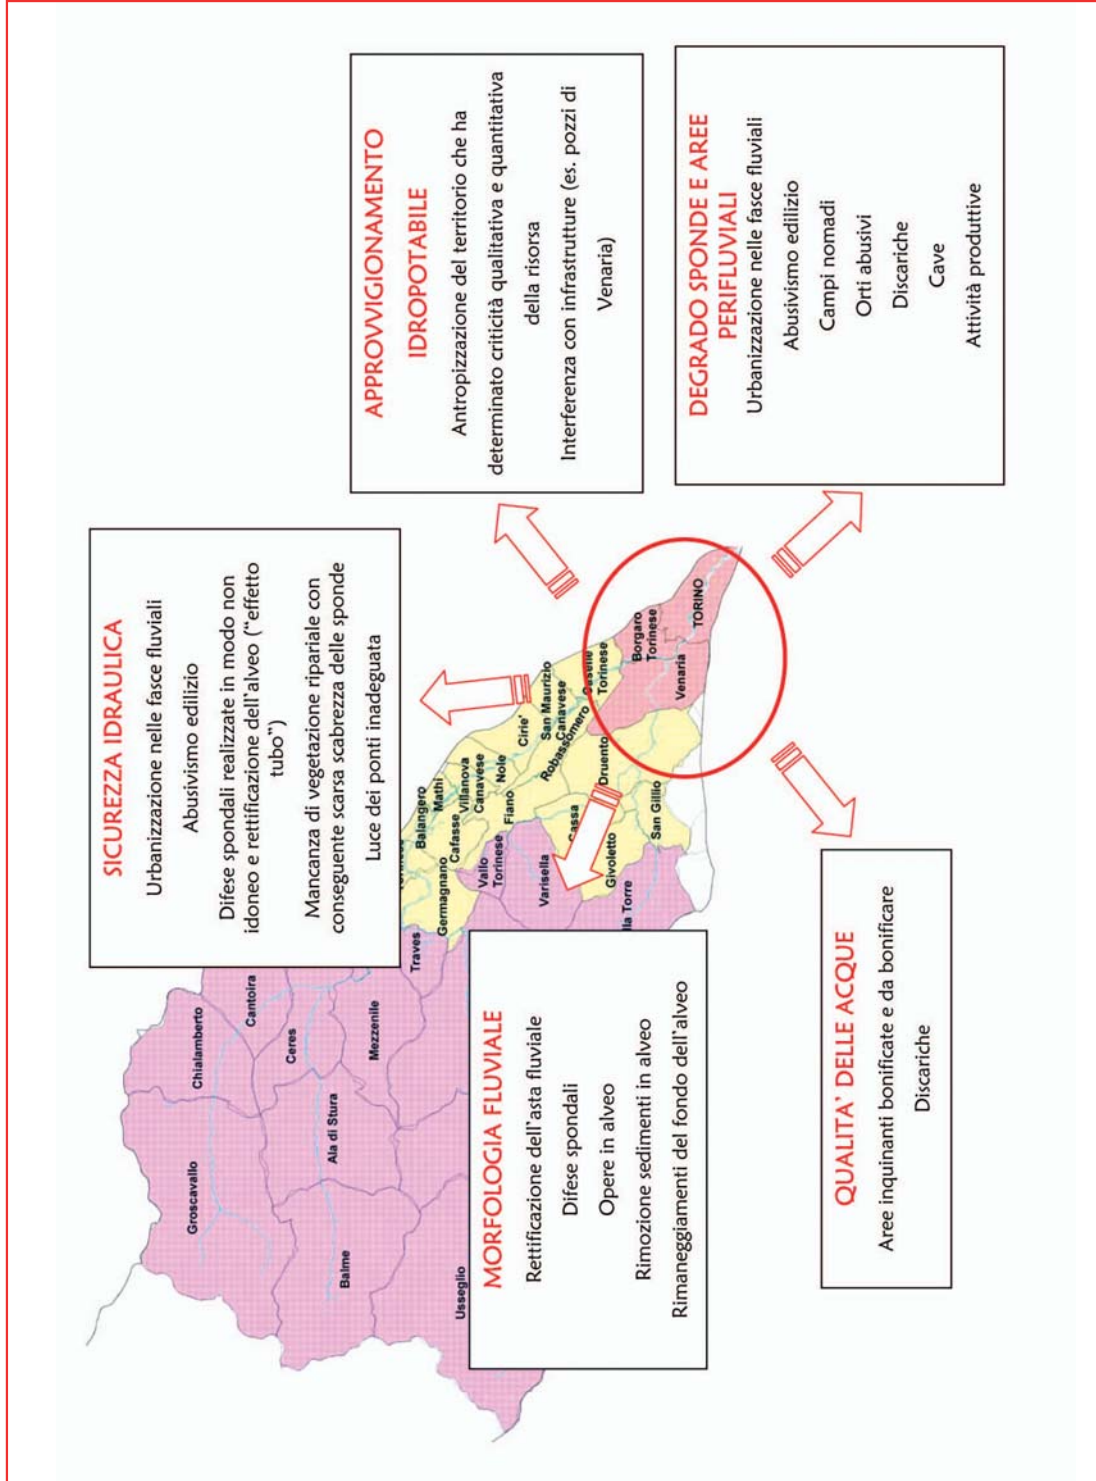 SICUREZZA IDRAULICA
Urbanizzazione nelle fasce fluviali
Abusivismo edilizio
Difese spondali realizzate in modo non
idoneo e rettificazione dell'alveo ("effetto
tubo")
Mancanza di vegetazione ripariale con
conseguente scarsa scabrezza delle sponde
Luce dei ponti inadeguata
APPROVVIGIONAMENTO
IDROPOTABILE
Antropizzazione del territorio che ha
determinato criticità qualitativa e quantitativa
della risorsa
Interferenza con infrastrutture (es. pozzi di
Venaria)
DEGRADO SPONDE E AREE
PERIFLUVIALI
Urbanizzazione nelle fasce fluviali
Abusivismo edilizio
Campi nomadi
Orti abusivi
Discariche
Cave
Attività produttive
MORFOLOGIA FLUVIALE
Rettificazione dell'asta fluviale
Difese spondali
Opere in alveo
Rimozione sedimenti in alveo
Rimaneggiamenti del fondo dell'alveo
QUALITA' DELLE ACQUE
Aree inquinanti bonificate e da bonificare
Discariche
Groscavallo
Chialamberto
Cantoira
Ceres
Mezzenile
Ala di Stura
Balme
Usseglio
Traves
Germagnano
Balangero
Mathi
Cafasse
Villanova
Canavese
Nole
Cirie'
Fiano
Vallo
Torinese
Varisella
Givoletto
San Gillio
Druento
Robassomero
San Maurizio
Canavese
Caselle
Torinese
Borgaro
Torinese
Venaria
TORINO